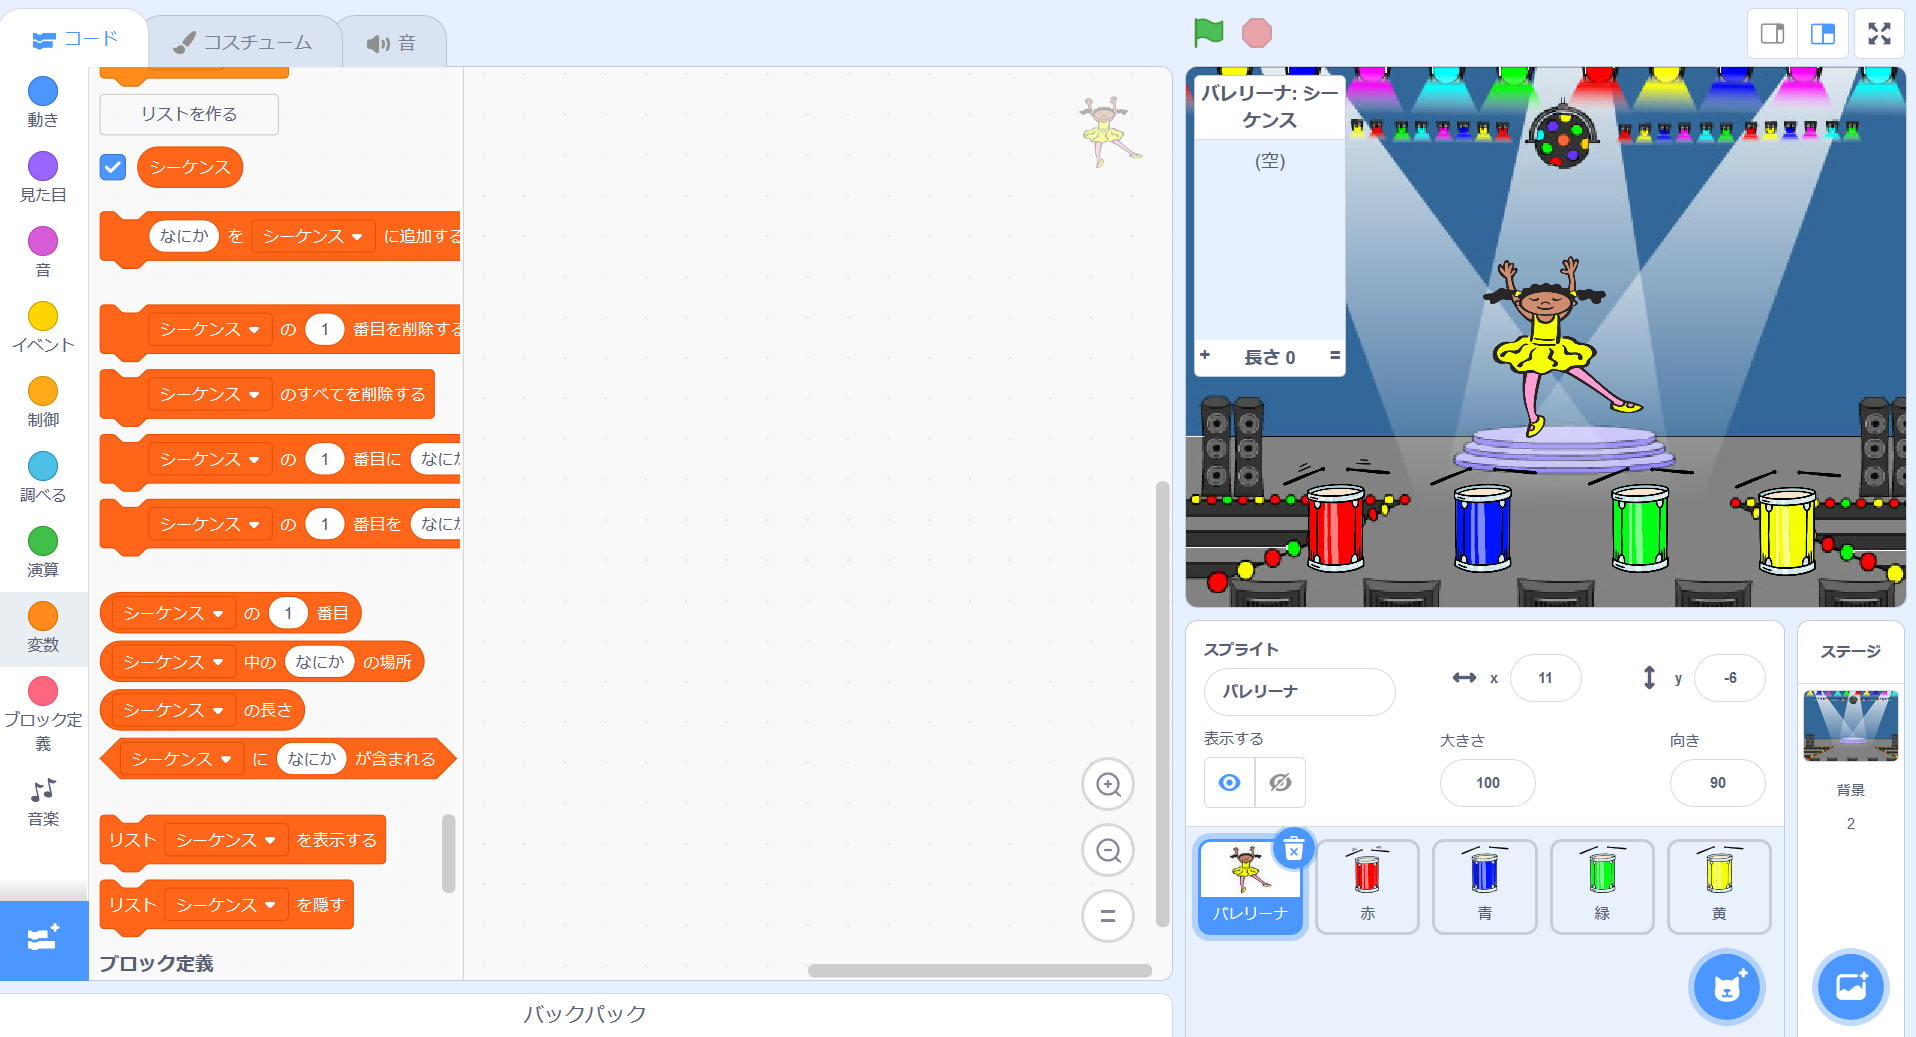 コード
コスチューム
音
動き
見た目
音
イベント
制御
調べる
演算
変数
ブロック定
義
音楽
リストを作る
シーケンス
なにか を シーケンス に追加する
シーケンス の 1 番目を削除する
シーケンス のすべてを削除する
シーケンス の 1 番目に なにか
シーケンス の 1 番目を なにか
シーケンス の 1 番目
シーケンス 中の なにか の場所
シーケンス の長さ
シーケンス に なにか が含まれる
リスト シーケンス を表示する
リスト シーケンス を隠す
ブロック定義
バックパック
バレリーナ: シー
ケンス
(空)
+ 長さ 0 =
スプライト
バレリーナ
x 11
y -6
表示する
大きさ
100
向き
90
バレリーナ
赤
青
緑
黄
ステージ
背景
2